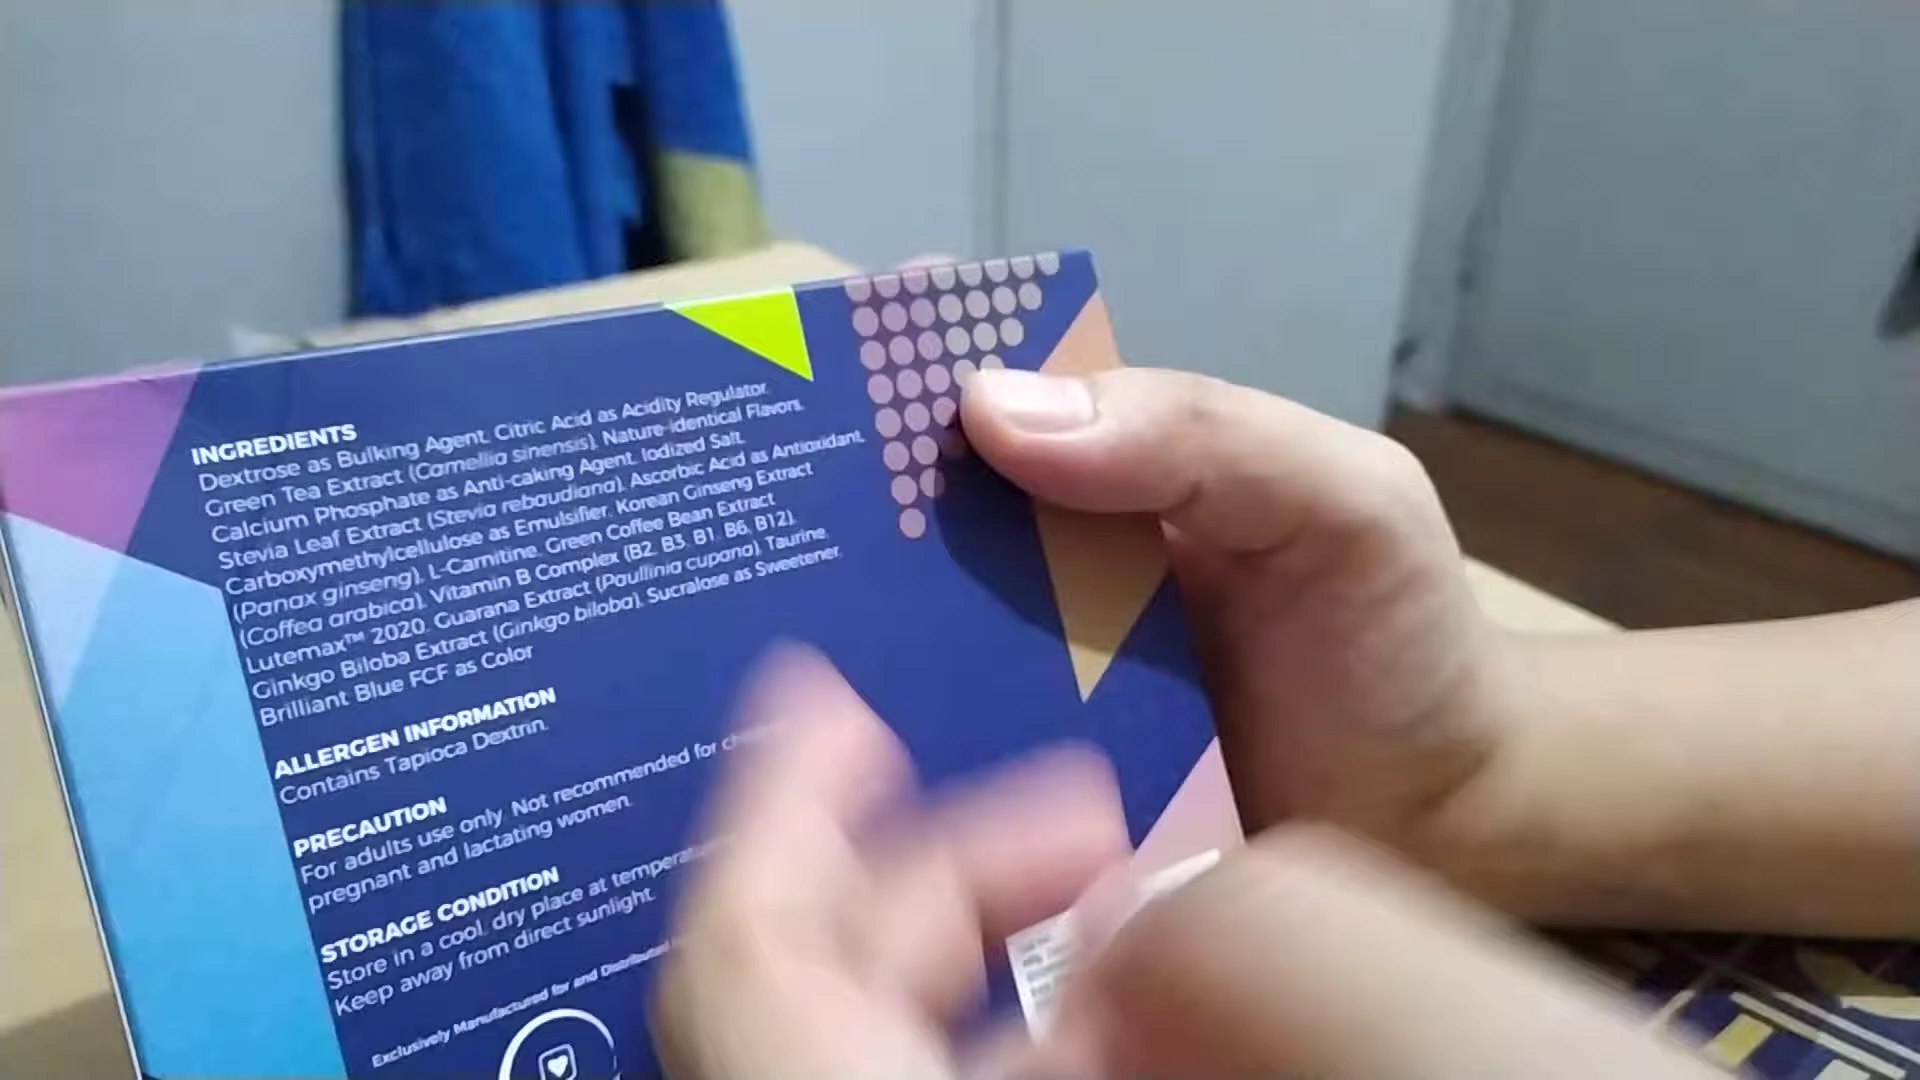 INGREDIENTS
Dextrose as Bulking Agent, Citric Acid as Acidity Regulator,
Green Tea Extract (Camellia sinensis), Nature-Identical Flavors,
Calcium Phosphate as Anti-caking Agent, Iodized Salt,
Stevia Leaf Extract (Stevia rebaudiana), Ascorbic Acid as Antioxidant,
Carboxymethylcellulose as Emulsifier, Korean Ginseng Extract
(Panax ginseng), L-Carnitine, Green Coffee Bean Extract
(Coffea arabica), Vitamin B Complex (B2, B3, B1, B6, B12),
Lutemax™ 2020, Guarana Extract (Paullinia cupana), Taurine,
Ginkgo Biloba Extract (Ginkgo biloba), Sucralose as Sweetener,
Brilliant Blue FCF as Color
ALLERGEN INFORMATION
Contains Tapioca Dextrin.
PRECAUTION
For adults use only. Not recommended for
pregnant and lactating women.
STORAGE CONDITION
Store in a cool, dry place at
Keep away from direct sunlight.
Exclusively Manufactured for and Distributed